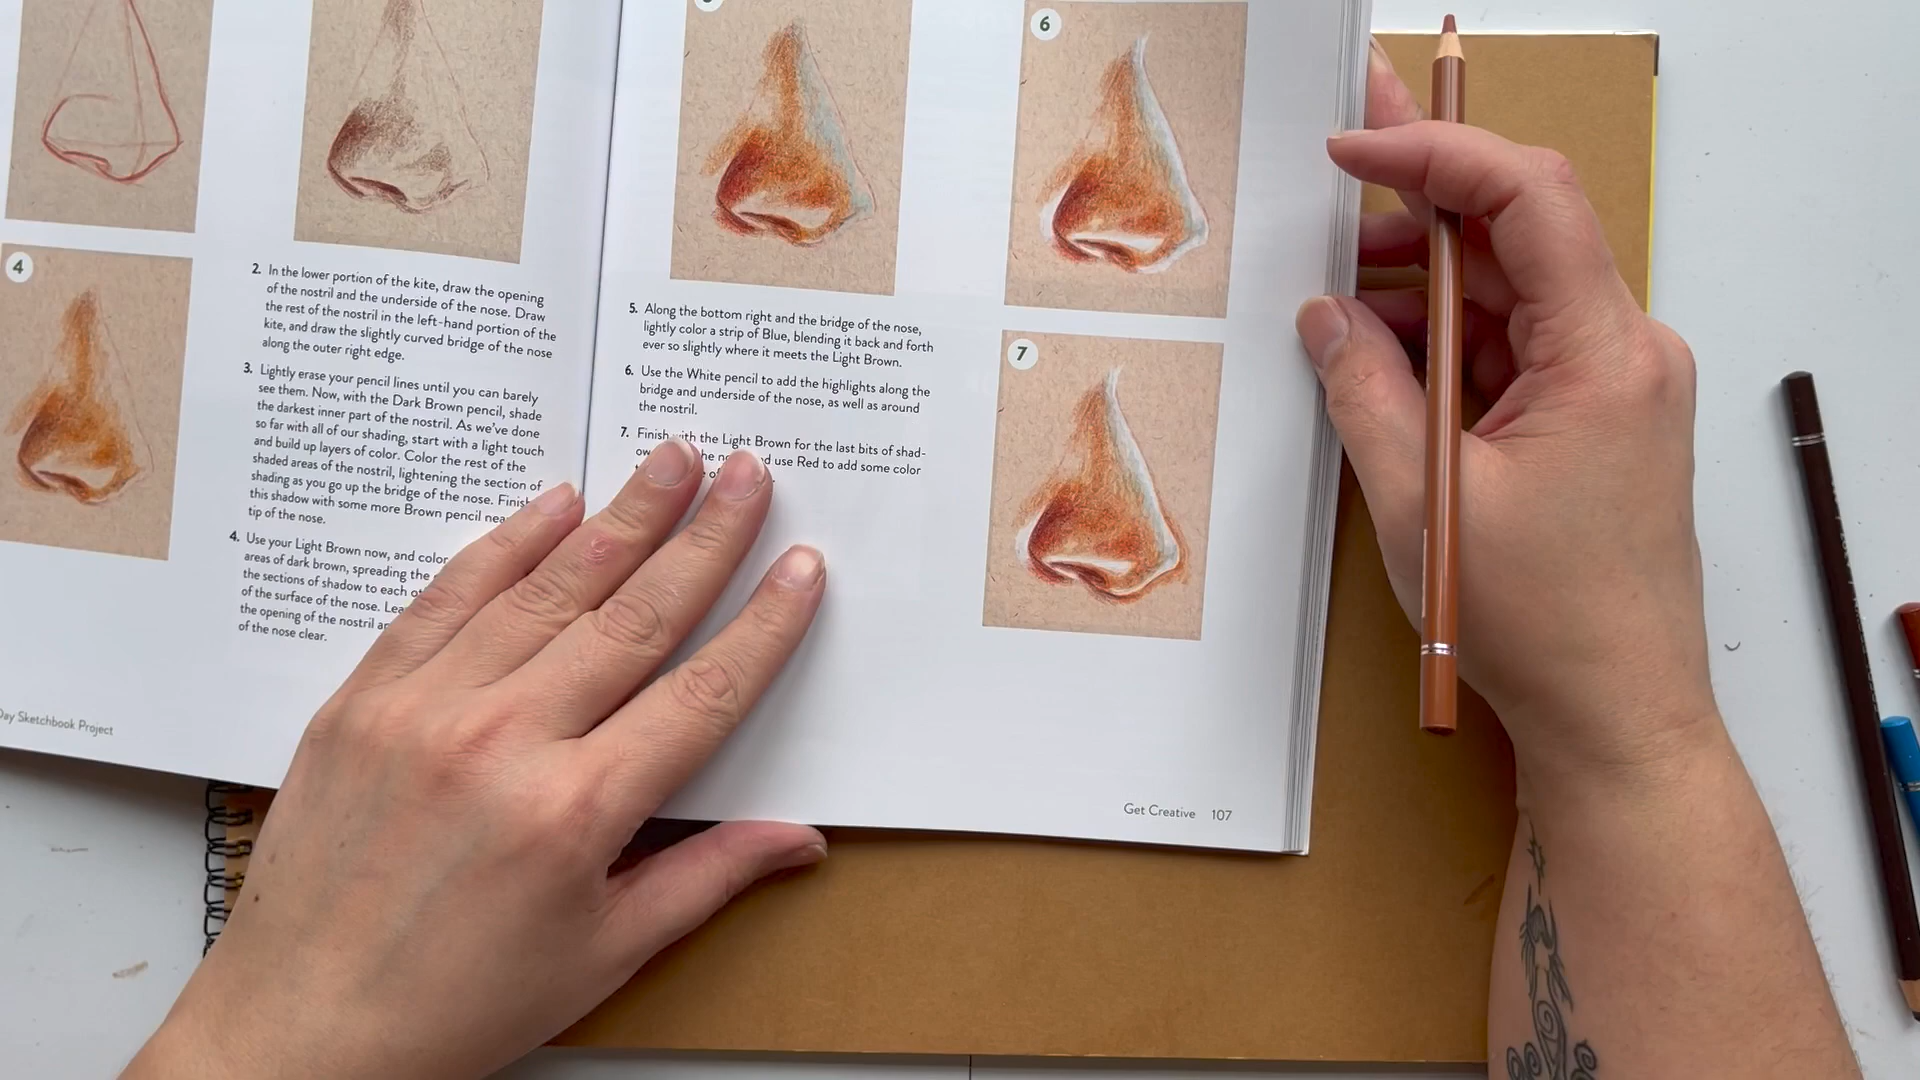 4
2. In the lower portion of the kite, draw the opening
of the nostril and the underside of the nose. Draw
the rest of the nostril in the left-hand portion of the
kite, and draw the slightly curved bridge of the nose
along the outer right edge.
3. Lightly erase your pencil lines until you can barely
see them. Now, with the Dark Brown pencil, shade
the darkest inner part of the nostril. As we've done
so far with all of our shading, start with a light touch
and build up layers of color. Color the rest of the
shaded areas of the nostril, lightening the section of
shading as you go up the bridge of the nose. Finish
this shadow with some more Brown pencil nea
tip of the nose.
4. Use your Light Brown now, and color
areas of dark brown, spreading the
the sections of shadow to each
of the surface of the nose. Lea
the opening of the nostril
of the nose clear.
Day Sketchbook Project
6
5. Along the bottom right and the bridge of the nose,
lightly color a strip of Blue, blending it back and forth
ever so slightly where it meets the Light Brown.
6. Use the White pencil to add the highlights along the
bridge and underside of the nose, as well as around
the nostril.
7. Finish with the Light Brown for the last bits of shad-
use Red to add some color
7
Get Creative 107